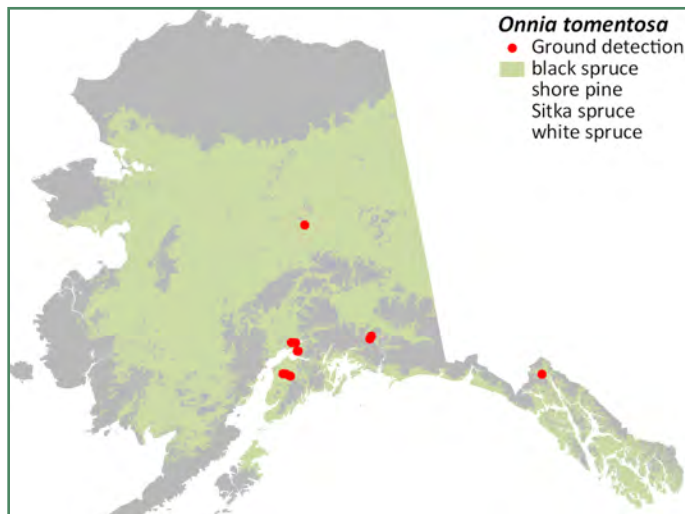 Onnia tomentosa
Ground detection
black spruce
shore pine
Sitka spruce
white spruce